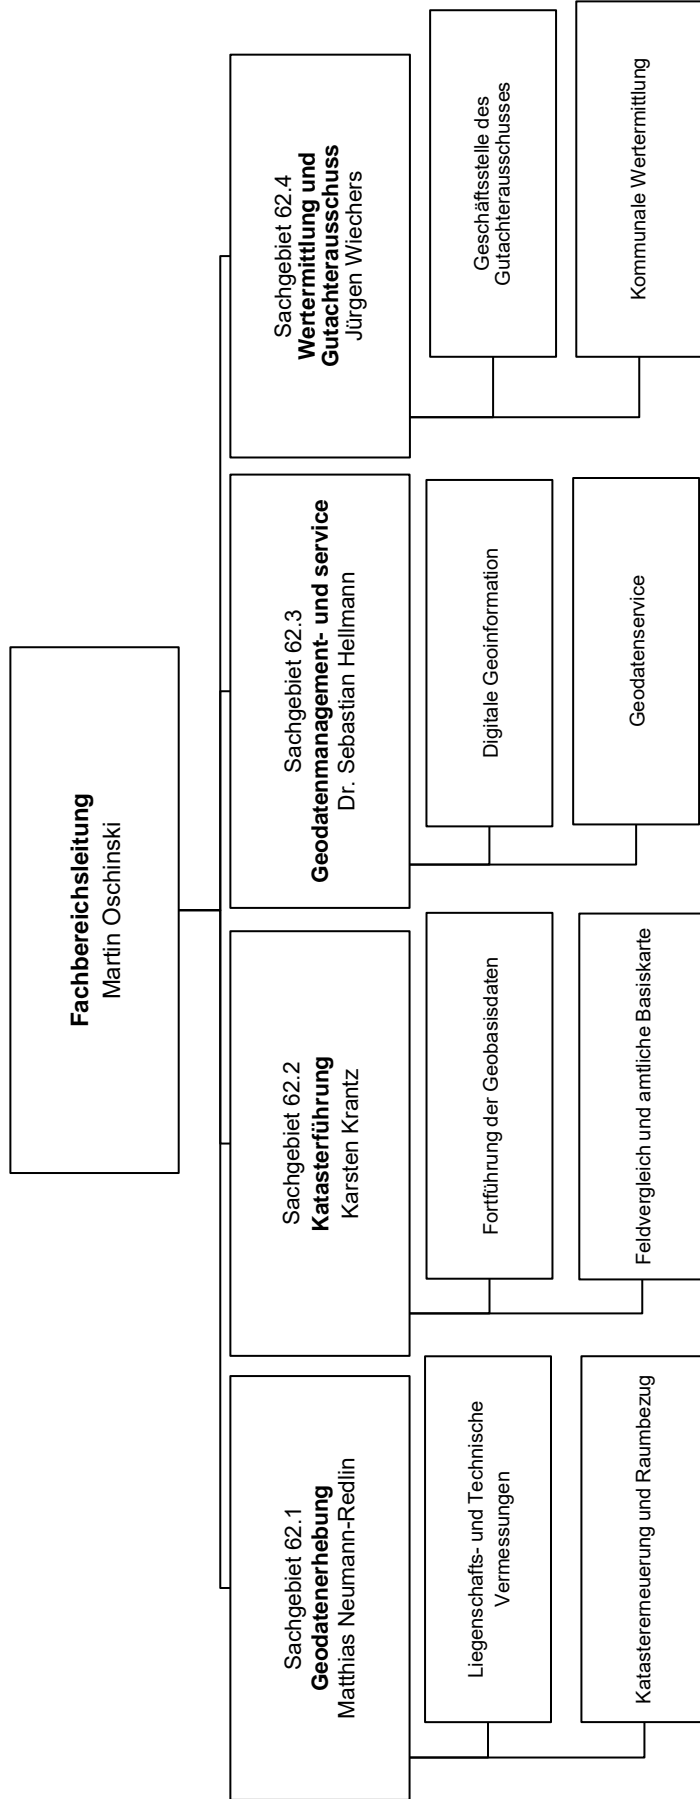 Fachbereichsleitung
Martin Oschinski
Sachgebiet 62.1
Geodatenerhebung
Matthias Neumann-Redlin
Liegenschafts- und Technische
Vermessungen
Katastererneuerung und Raumbezug
Sachgebiet 62.2
Katasterführung
Karsten Krantz
Fortführung der Geobasisdaten
Feldvergleich und amtliche Basiskarte
Sachgebiet 62.3
Geodatenmanagement- und service
Dr. Sebastian Hellmann
Digitale Geoinformation
Geodatenservice
Sachgebiet 62.4
Wertermittlung und
Gutachterausschuss
Jürgen Wiechers
Geschäftsstelle des
Gutachterausschusses
Kommunale Wertermittlung